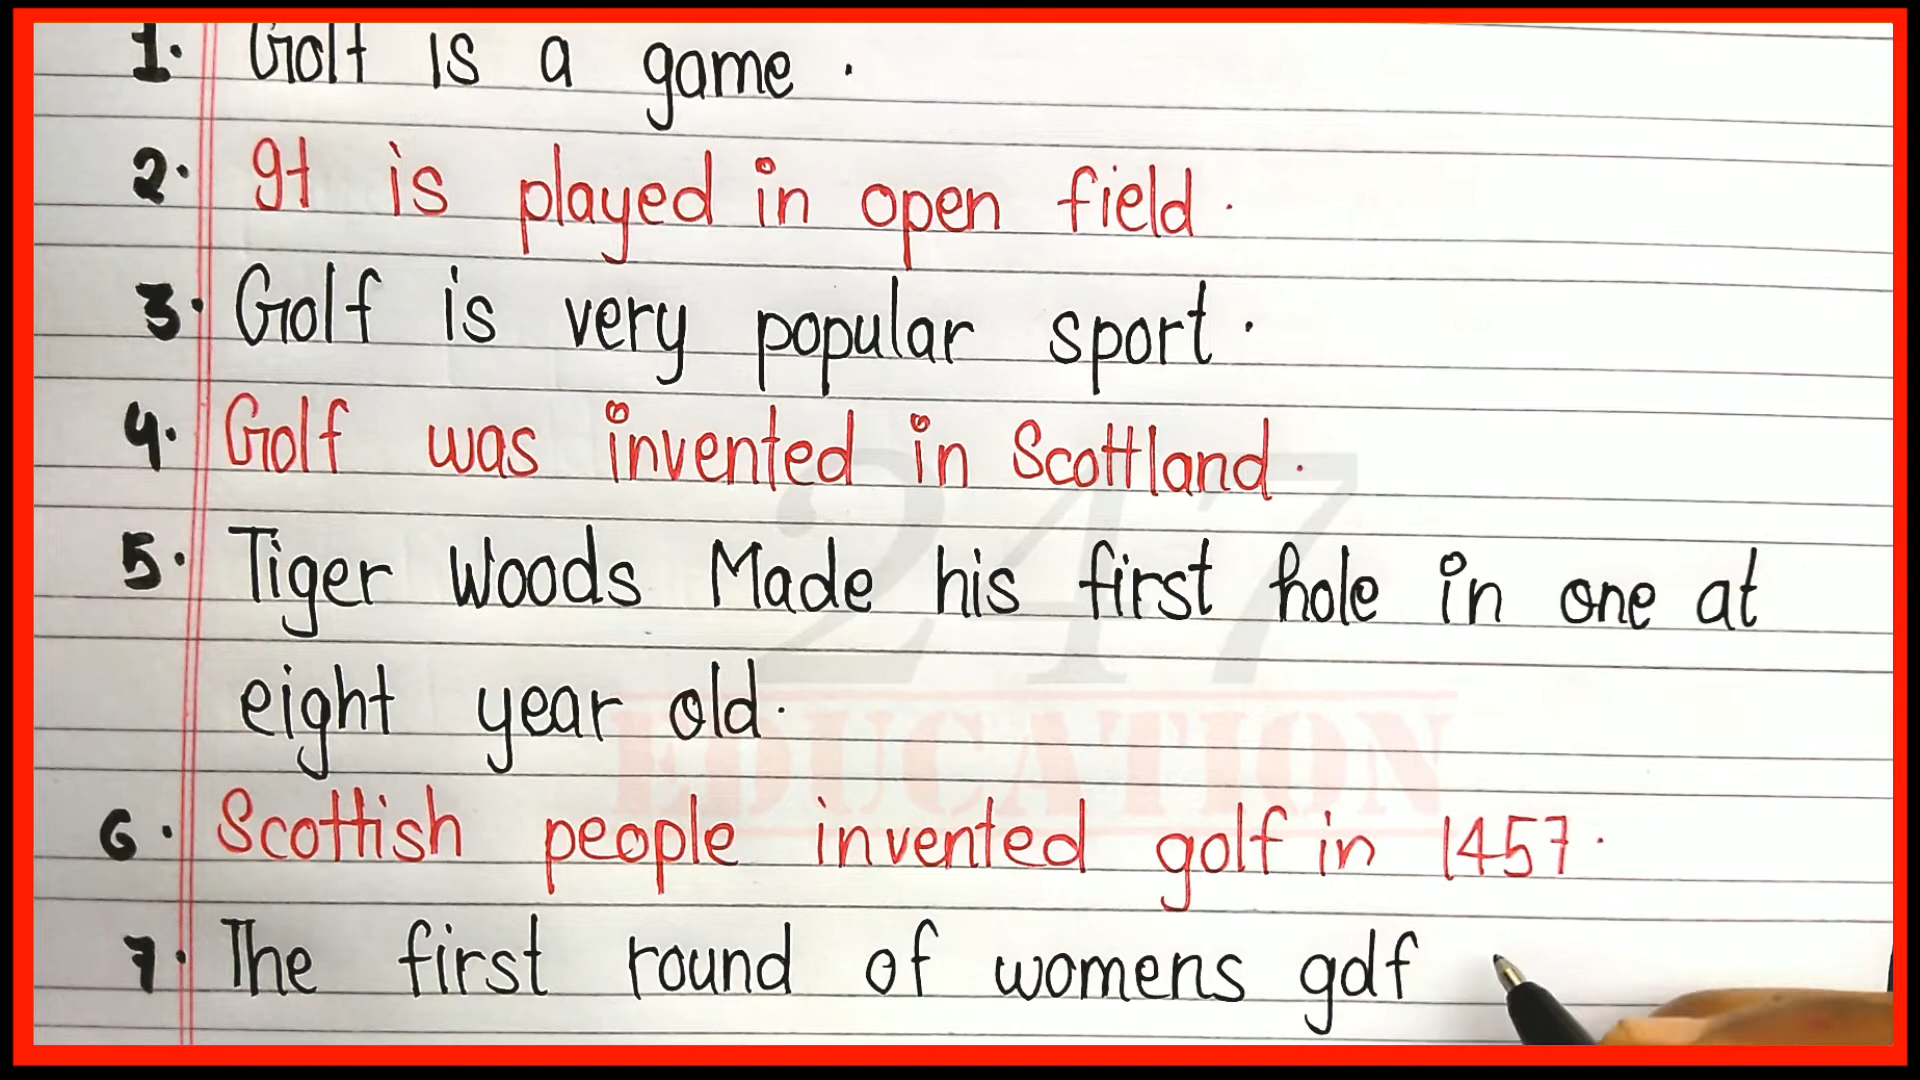 1. Golf is a game.
2. It is played in open field.
3. Golf is very popular sport.
4. Golf was invented in Scottland.
5. Tiger Woods Made his first hole in one at
eight year old.
6. Scottish people invented golf in 1457.
7. The first round of womens golf
247
EDUCATION